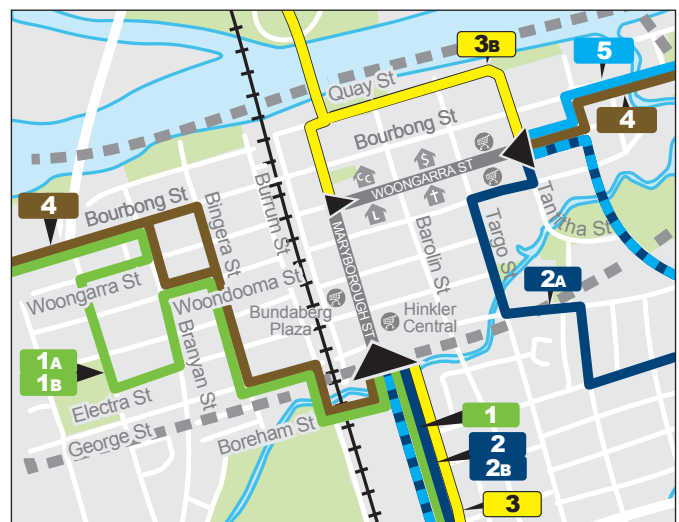 3B
5
Quay St
4
Bourbong St
S
Cc
WOONGARRA ST
L
4
Bourbong St
Bingera St
Burrum St
MARYBOROUGH ST
Barolin St
Targo St
Tanitha St
Woongarra St
Woondooma St
2A
Bundaberg
Plaza
Hinkler
Central
1A
1B
Branyan St
Electra St
George St
Boreham St
1
2
2B
3